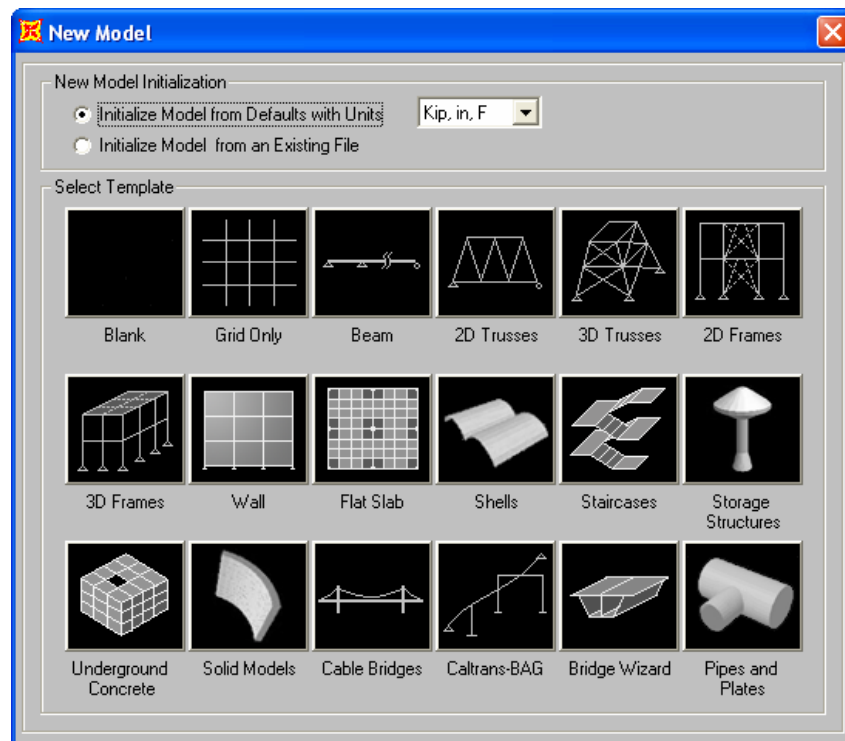 New Model
New Model Initialization
Initialize Model from Defaults with Units
Kip, in, F
Initialize Model from an Existing File
Select Template
Blank
Grid Only
Beam
2D Trusses
3D Trusses
2D Frames
3D Frames
Wall
Flat Slab
Shells
Staircases
Storage
Structures
Underground
Concrete
Solid Models
Cable Bridges
Caltrans-BAG
Bridge Wizard
Pipes and
Plates